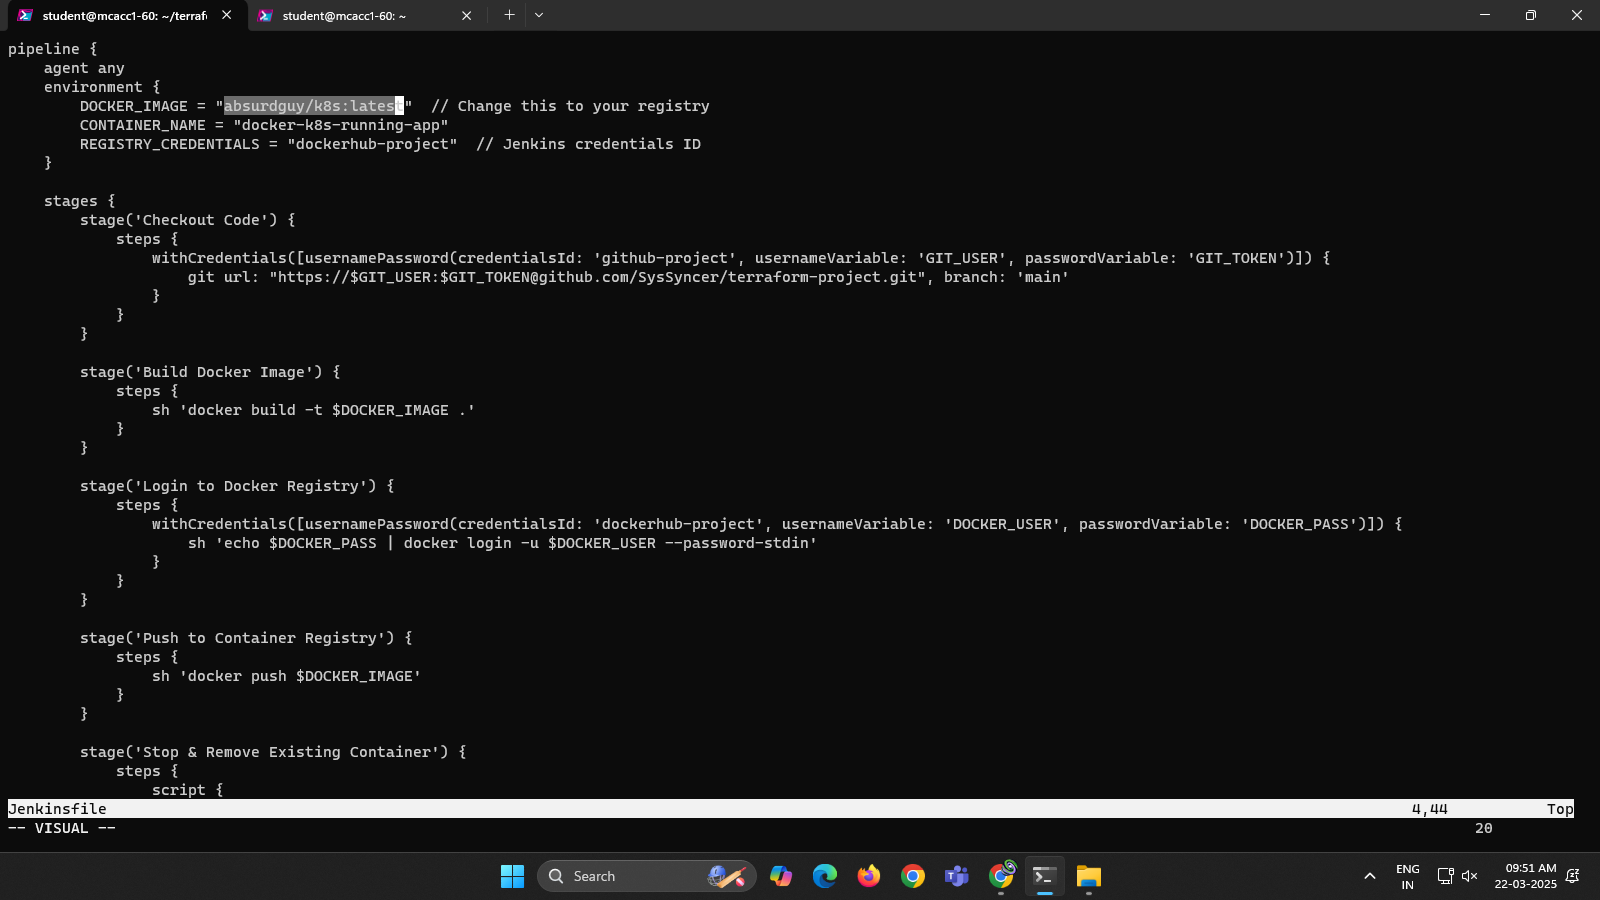 student@mcacc1-60: ~/terraf
student@mcacc1-60: ~
pipeline {
    agent any
    environment {
        DOCKER_IMAGE = "absurdguy/k8s:latest"  // Change this to your registry
        CONTAINER_NAME = "docker-k8s-running-app"
        REGISTRY_CREDENTIALS = "dockerhub-project"  // Jenkins credentials ID
    }
    stages {
        stage('Checkout Code') {
            steps {
                withCredentials([usernamePassword(credentialsId: 'github-project', usernameVariable: 'GIT_USER', passwordVariable: 'GIT_TOKEN')]) {
                    git url: "https://$GIT_USER:$GIT_TOKEN@github.com/SysSyncer/terraform-project.git", branch: 'main'
                }
            }
        }
        stage('Build Docker Image') {
            steps {
                sh 'docker build -t $DOCKER_IMAGE .'
            }
        }
        stage('Login to Docker Registry') {
            steps {
                withCredentials([usernamePassword(credentialsId: 'dockerhub-project', usernameVariable: 'DOCKER_USER', passwordVariable: 'DOCKER_PASS')]) {
                    sh 'echo $DOCKER_PASS | docker login -u $DOCKER_USER --password-stdin'
                }
            }
        }
        stage('Push to Container Registry') {
            steps {
                sh 'docker push $DOCKER_IMAGE'
            }
        }
        stage('Stop & Remove Existing Container') {
            steps {
                script {
Jenkinsfile 4,44 Top
-- VISUAL -- 20
Search
ENG
IN
09:51 AM
22-03-2025